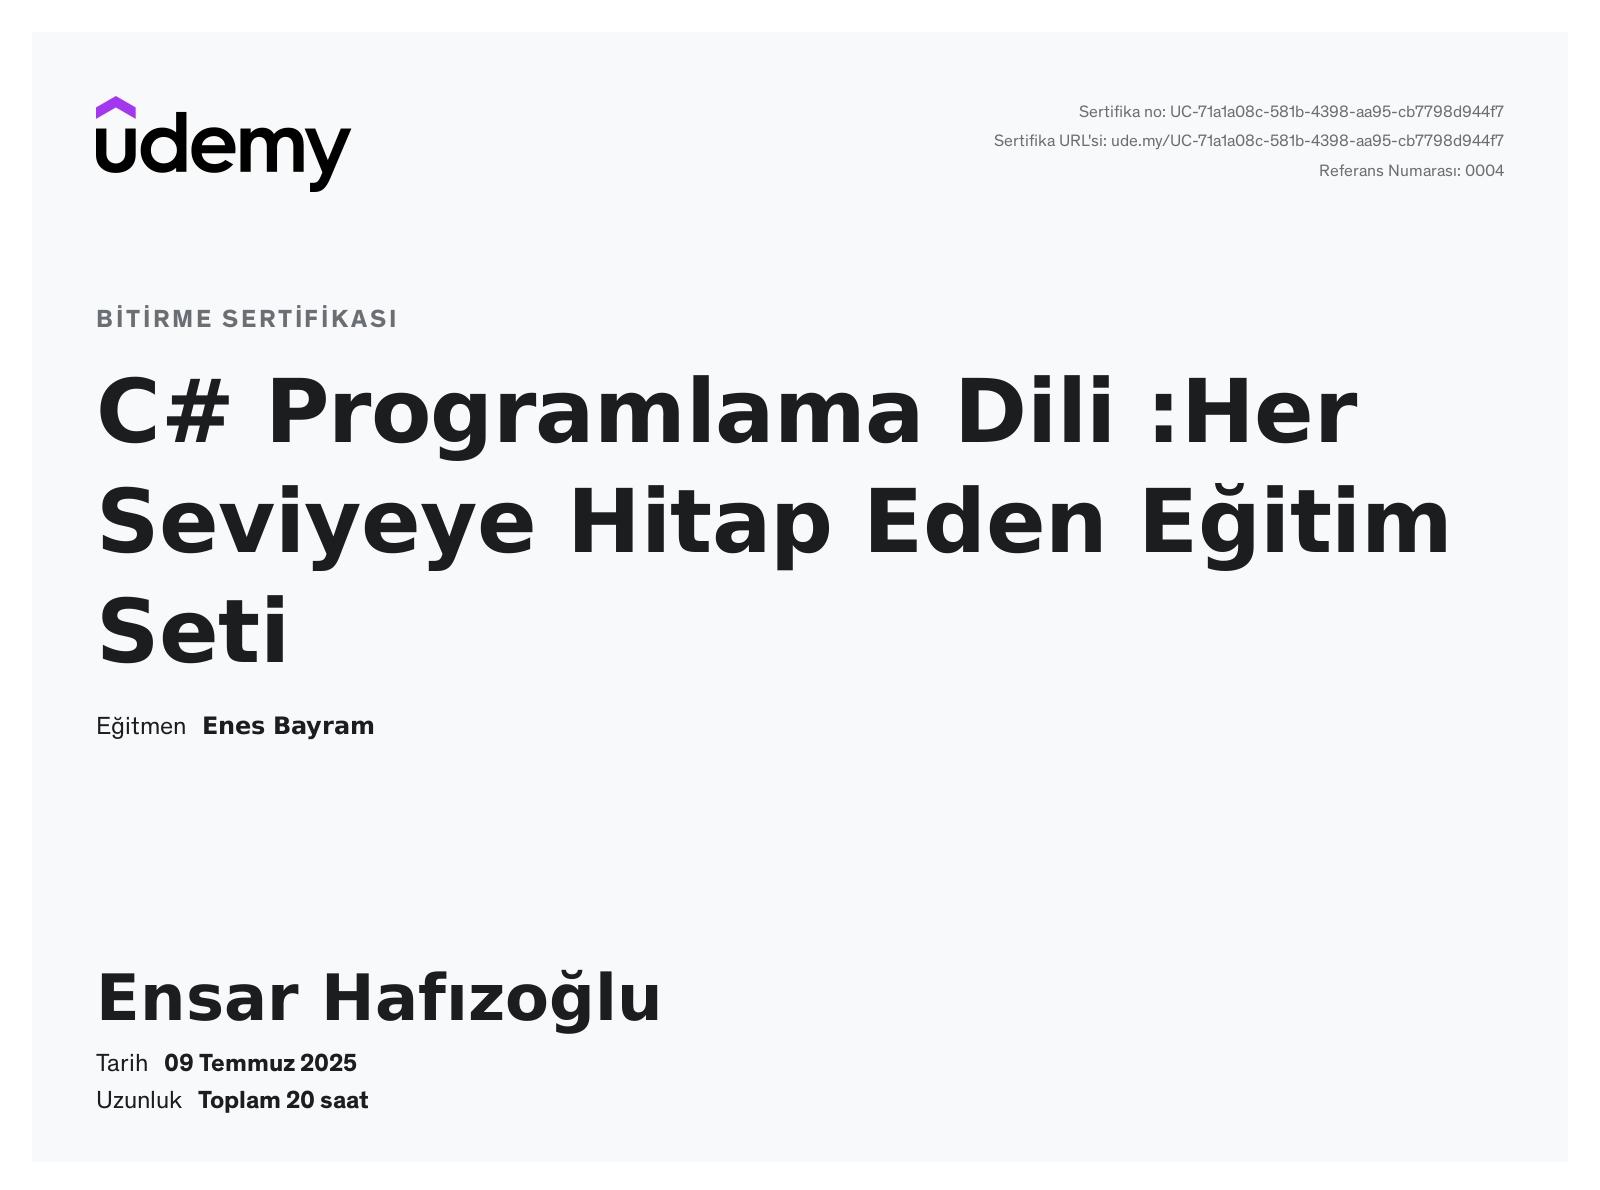 udemy
Sertifika no: UC-71a1a08c-581b-4398-aa95-cb7798d944f7
Sertifika URL'si: ude.my/UC-71a1a08c-581b-4398-aa95-cb7798d944f7
Referans Numarası: 0004
BİTİRME SERTİFİKASI
C# Programlama Dili :Her
Seviyeye Hitap Eden Eğitim
Seti
Eğitmen Enes Bayram
Ensar Hafızoğlu
Tarih 09 Temmuz 2025
Uzunluk Toplam 20 saat